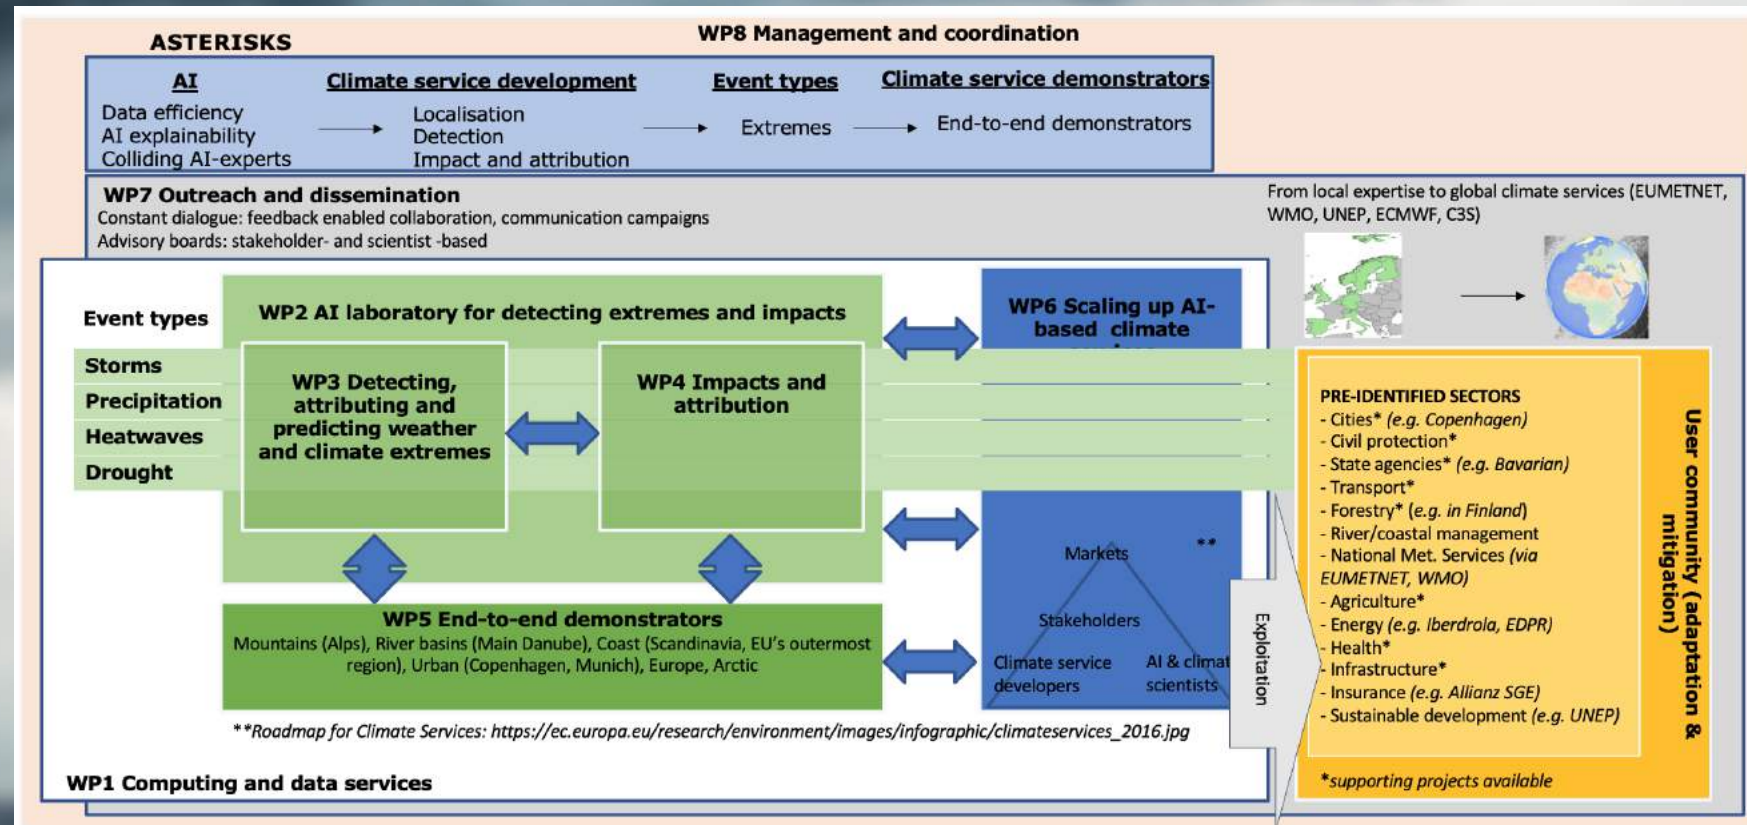 WP8 Management and coordination
ASTERISKS
AI
Data efficiency
AI explainability
Colliding AI-experts
Climate service development
Localisation
Detection
Impact and attribution
Event types
Extremes
Climate service demonstrators
End-to-end demonstrators
WP7 Outreach and dissemination
Constant dialogue: feedback enabled collaboration, communication campaigns
Advisory boards: stakeholder- and scientist -based
From local expertise to global climate services (EUMETNET,
WMO, UNEP, ECMWF, C3S)
Event types
Storms
Precipitation
Heatwaves
Drought
WP2 AI laboratory for detecting extremes and impacts
WP3 Detecting,
attributing and
predicting weather
and climate extremes
WP4 Impacts and
attribution
WP6 Scaling up AI-
based climate
WP5 End-to-end demonstrators
Mountains (Alps), River basins (Main Danube), Coast (Scandinavia, EU's outermost
region), Urban (Copenhagen, Munich), Europe, Arctic
Markets
**
Stakeholders
Climate service
developers
AI & climat
scientists
**Roadmap for Climate Services: https://ec.europa.eu/research/environment/images/infographic/climateservices_2016.jpg
WP1 Computing and data services
Exploitation
PRE-IDENTIFIED SECTORS
- Cities* (e.g. Copenhagen)
- Civil protection*
- State agencies* (e.g. Bavarian)
- Transport*
- Forestry* (e.g. in Finland)
- River/coastal management
- National Met. Services (via
EUMETNET, WMO)
- Agriculture*
- Energy (e.g. Iberdrola, EDPR)
- Health*
- Infrastructure*
- Insurance (e.g. Allianz SGE)
- Sustainable development (e.g. UNEP)
*supporting projects available
User community (adaptation &
mitigation)